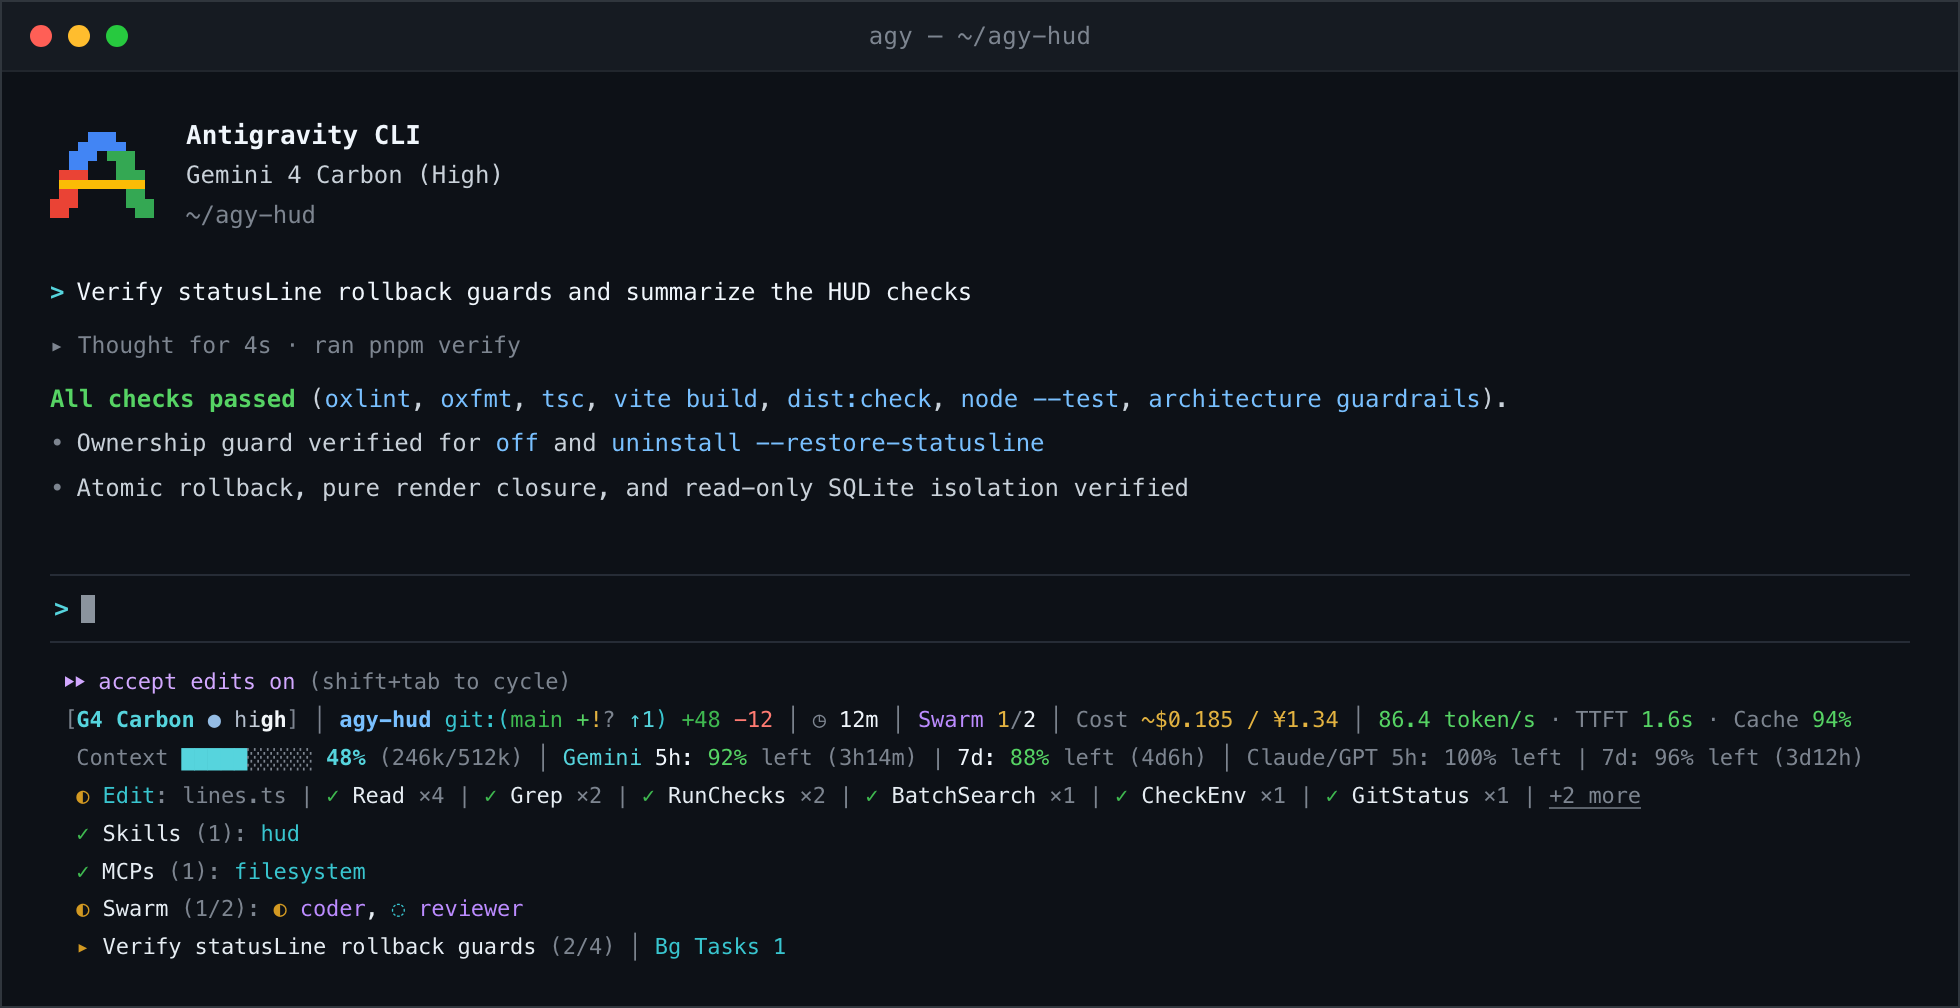 agy — ~/agy-hud
Antigravity CLI
Gemini 4 Carbon (High)
~/agy-hud
> Verify statusLine rollback guards and summarize the HUD checks
▸ Thought for 4s · ran pnpm verify
All checks passed (oxlint, oxfmt, tsc, vite build, dist:check, node --test, architecture guardrails).
• Ownership guard verified for off and uninstall --restore-statusline
• Atomic rollback, pure render closure, and read-only SQLite isolation verified
>
▸▸ accept edits on (shift+tab to cycle)
[G4 Carbon ● high] │ agy-hud git:(main +!? ↑1) +48 −12 │ ◷ 12m │ Swarm 1/2 │ Cost ~$0.185 / ¥1.34 │ 86.4 token/s · TTFT 1.6s · Cache 94%
Context █████░░░░░ 48% (246k/512k) │ Gemini 5h: 92% left (3h14m) | 7d: 88% left (4d6h) │ Claude/GPT 5h: 100% left | 7d: 96% left (3d12h)
◐ Edit: lines.ts | ✓ Read ×4 | ✓ Grep ×2 | ✓ RunChecks ×2 | ✓ BatchSearch ×1 | ✓ CheckEnv ×1 | ✓ GitStatus ×1 | +2 more
✓ Skills (1): hud
✓ MCPs (1): filesystem
◐ Swarm (1/2): ◐ coder, ◌ reviewer
▸ Verify statusLine rollback guards (2/4) │ Bg Tasks 1